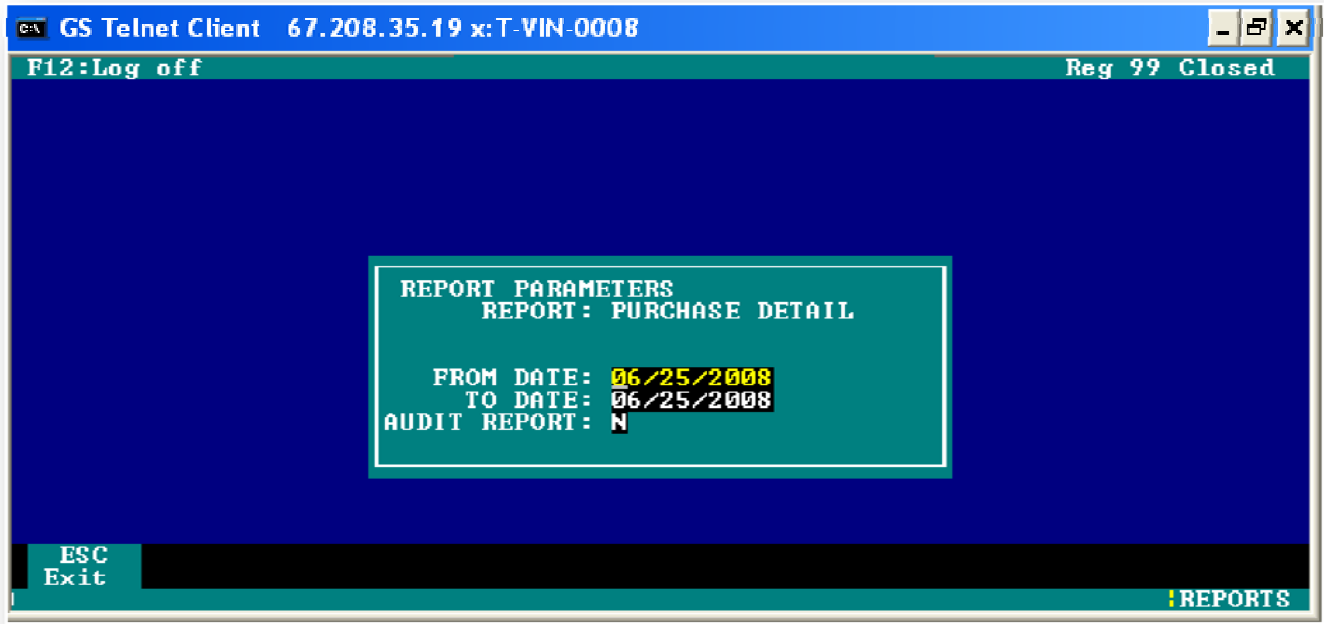 GS Telnet Client 67.208.35.19 x:T-VIN-0008
F12:Log off Reg 99 Closed
REPORT PARAMETERS
REPORT: PURCHASE DETAIL
FROM DATE: 06/25/2008
TO DATE: 06/25/2008
AUDIT REPORT: N
ESC
Exit
REPORTS